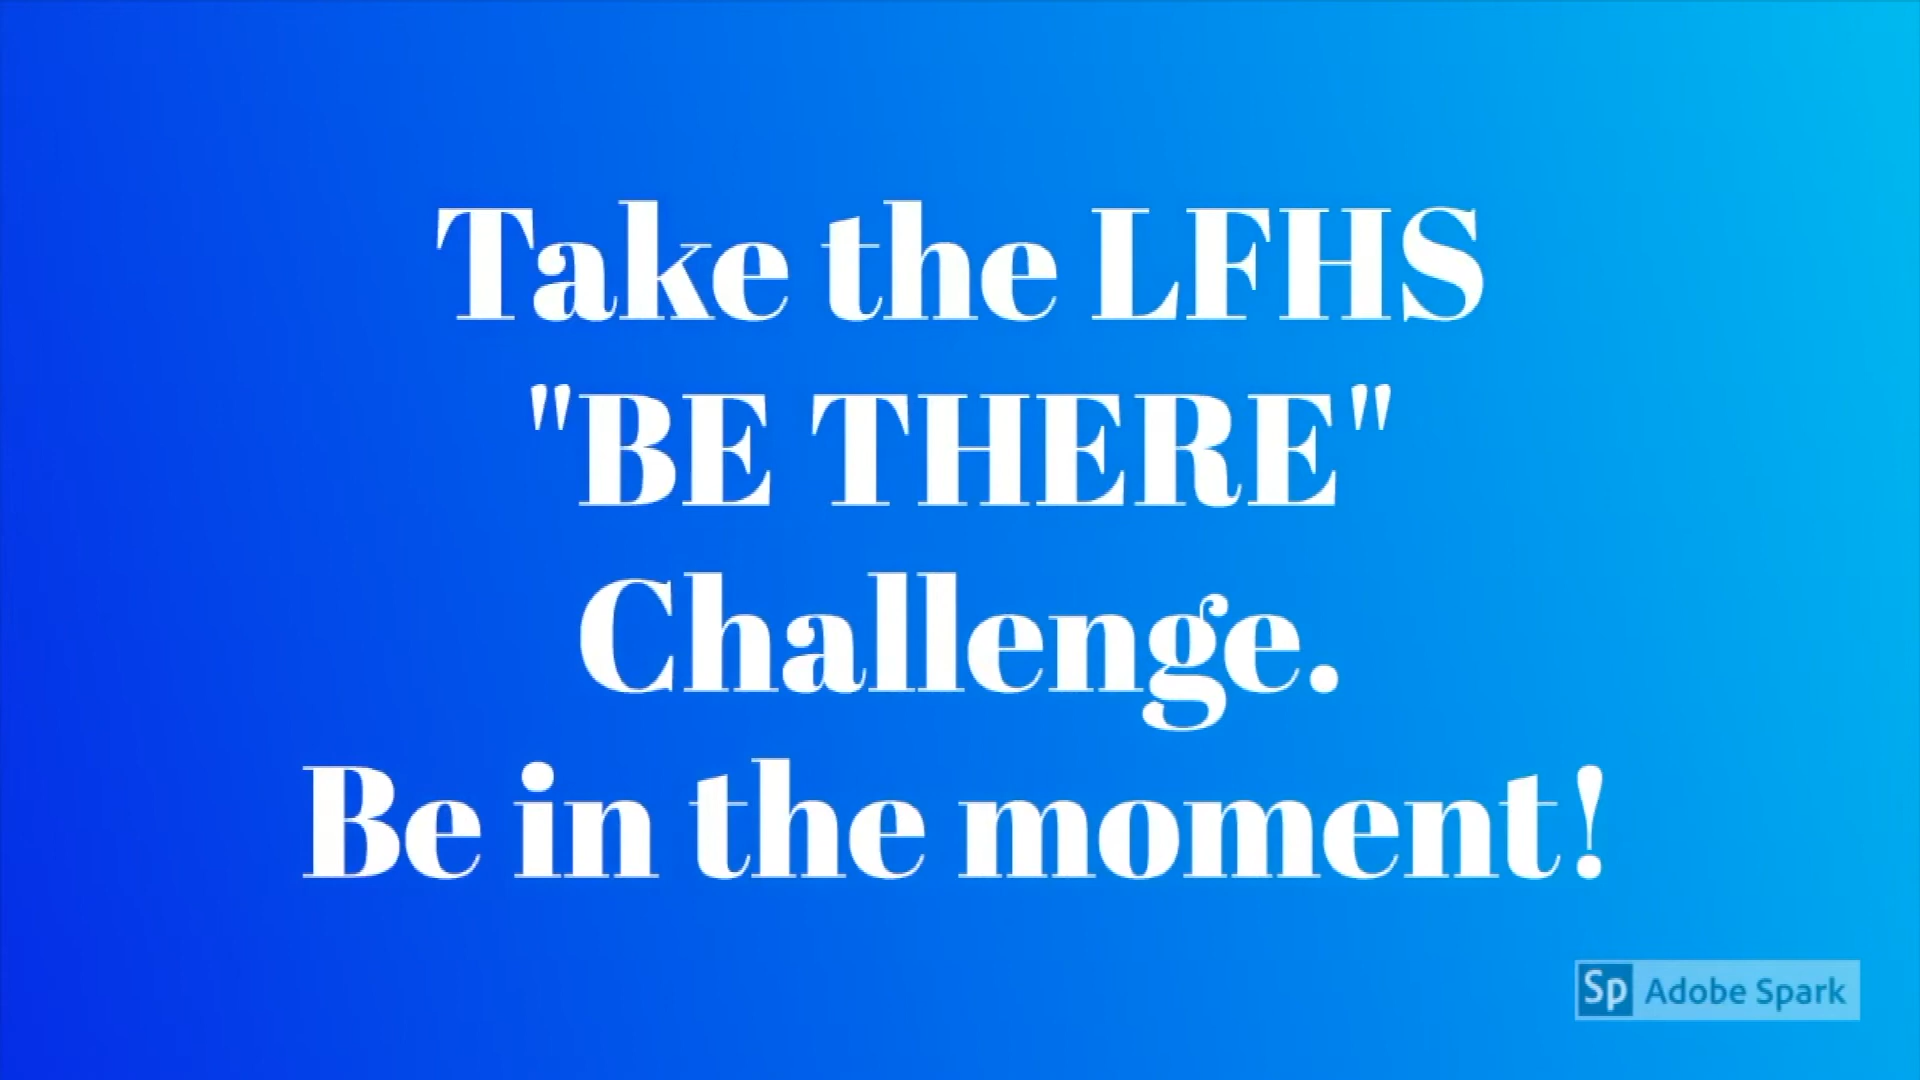 Take the LFHS
"BE THERE"
Challenge.
Be in the moment!
Sp Adobe Spark